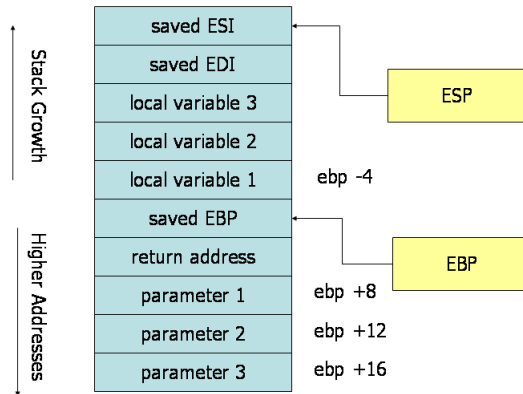 Stack Growth
Higher Addresses
saved ESI
saved EDI
local variable 3
local variable 2
local variable 1
ebp -4
saved EBP
return address
parameter 1
ebp +8
parameter 2
ebp +12
parameter 3
ebp +16
ESP
EBP